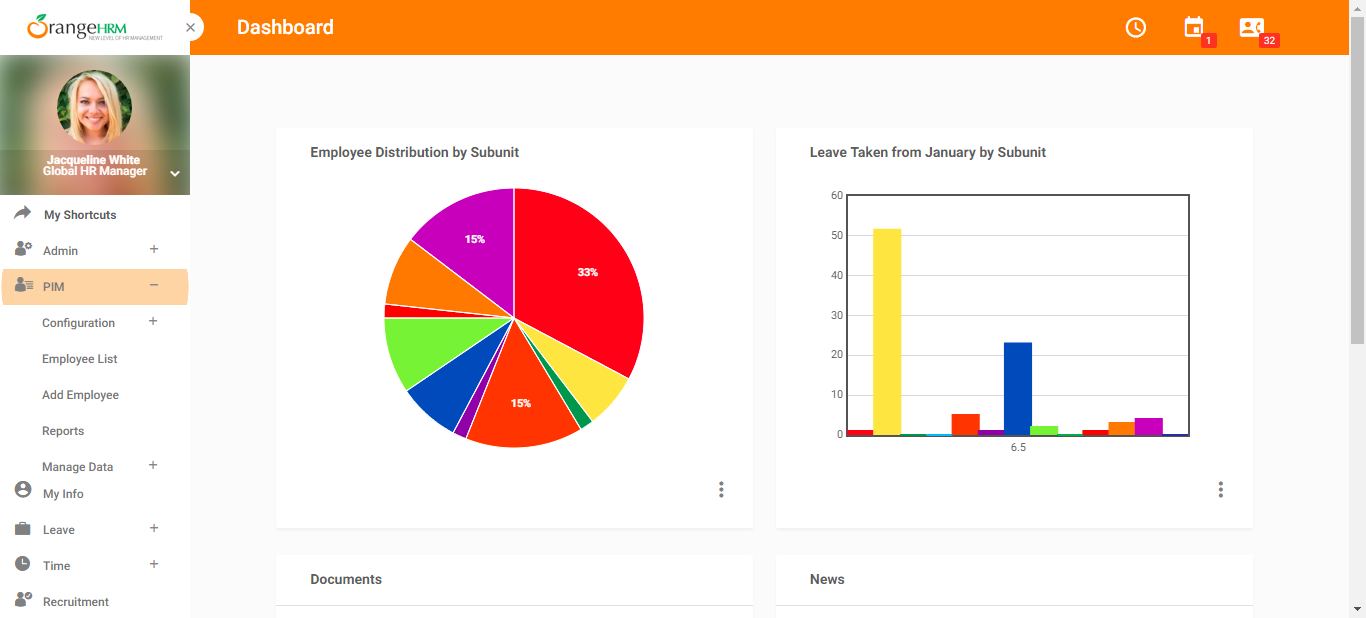 OrangeHRM
NEW LEVEL OF HR MANAGEMENT
Dashboard
1
32
Jacqueline White
Global HR Manager
My Shortcuts
Admin
PIM
Configuration
Employee List
Add Employee
Reports
Manage Data
My Info
Leave
Time
Recruitment
Employee Distribution by Subunit
15%
33%
15%
Leave Taken from January by Subunit
60
50
40
30
20
10
0
6.5
Documents
News